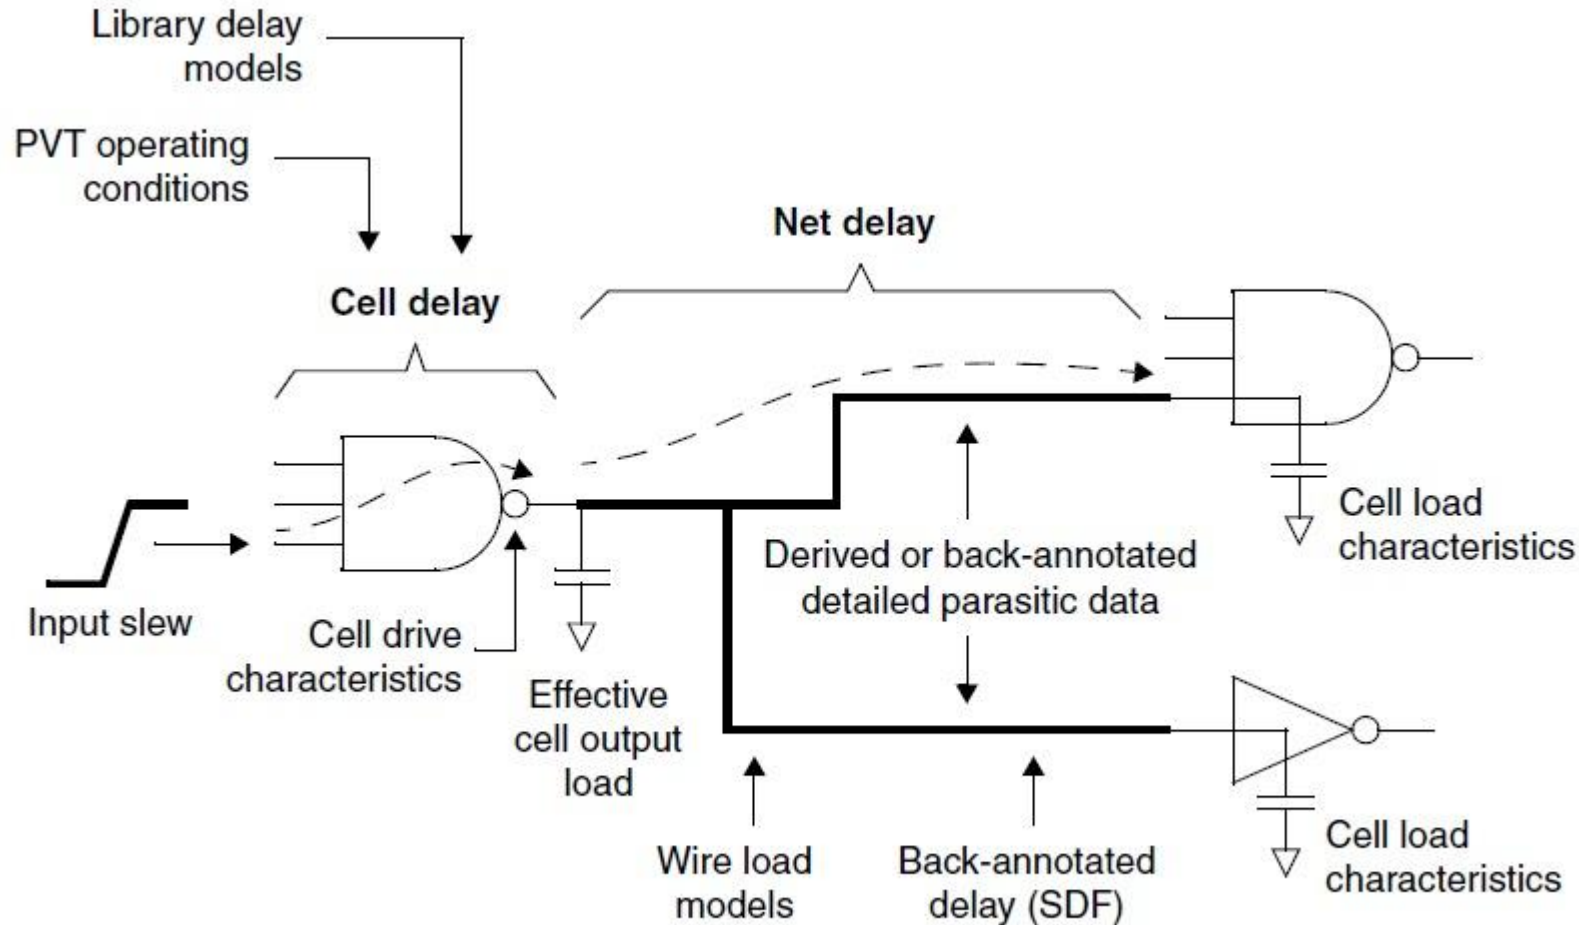 Library delay
models
PVT operating
conditions
Net delay
Cell delay
Input slew
Cell drive
characteristics
Effective
cell output
load
Derived or back-annotated
detailed parasitic data
Cell load
characteristics
Wire load
models
Back-annotated
delay (SDF)
Cell load
characteristics